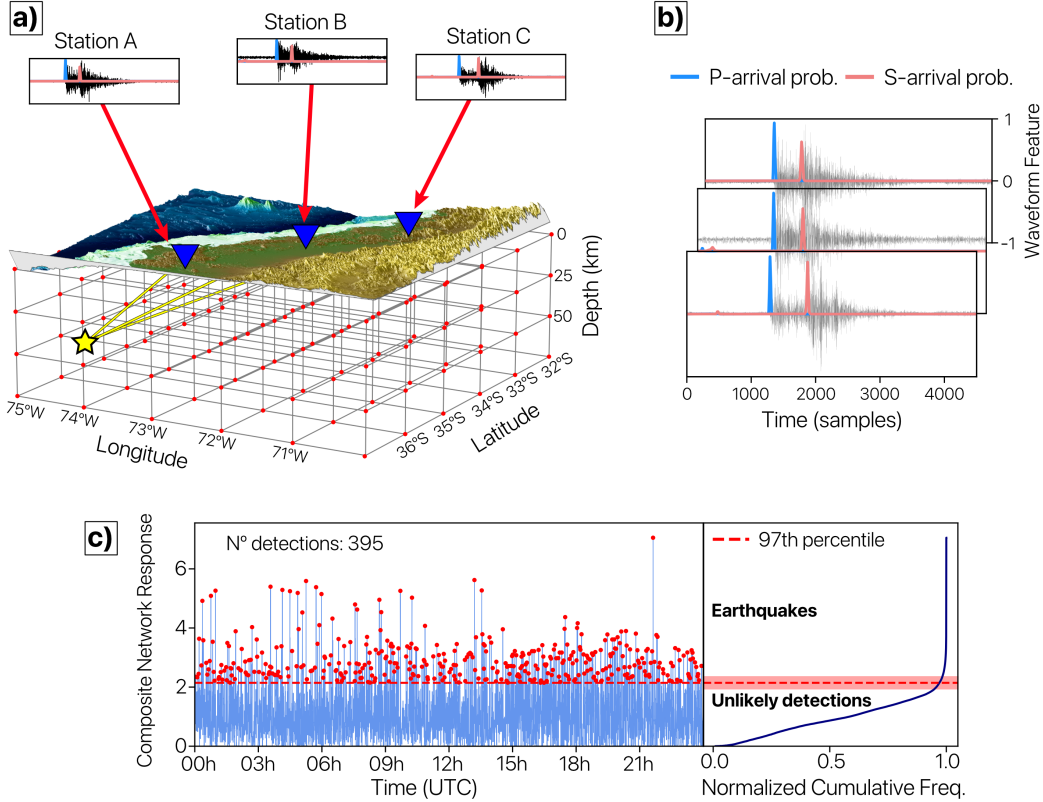 a)
Station A
Station B
Station C
0
25
50
Depth (km)
75°W
74°W
73°W
72°W
71°W
Longitude
36°S
35°S
34°S
33°S
32°S
Latitude
b)
P-arrival prob.
S-arrival prob.
1
0
-1
Waveform Feature
0
1000
2000
3000
4000
Time (samples)
c)
N° detections: 395
Composite Network Response
6
4
2
0
00h
03h
06h
09h
12h
15h
18h
21h
Time (UTC)
97th percentile
Earthquakes
Unlikely detections
0.0
0.5
1.0
Normalized Cumulative Freq.